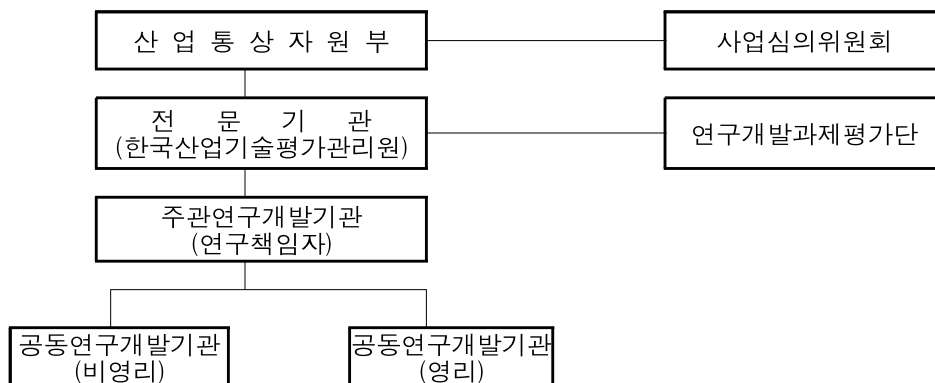 산 업 통 상 자 원 부
사업심의위원회
전 문 기 관
(한국산업기술평가관리원)
연구개발과제평가단
주관연구개발기관
(연구책임자)
공동연구개발기관
(비영리)
공동연구개발기관
(영리)